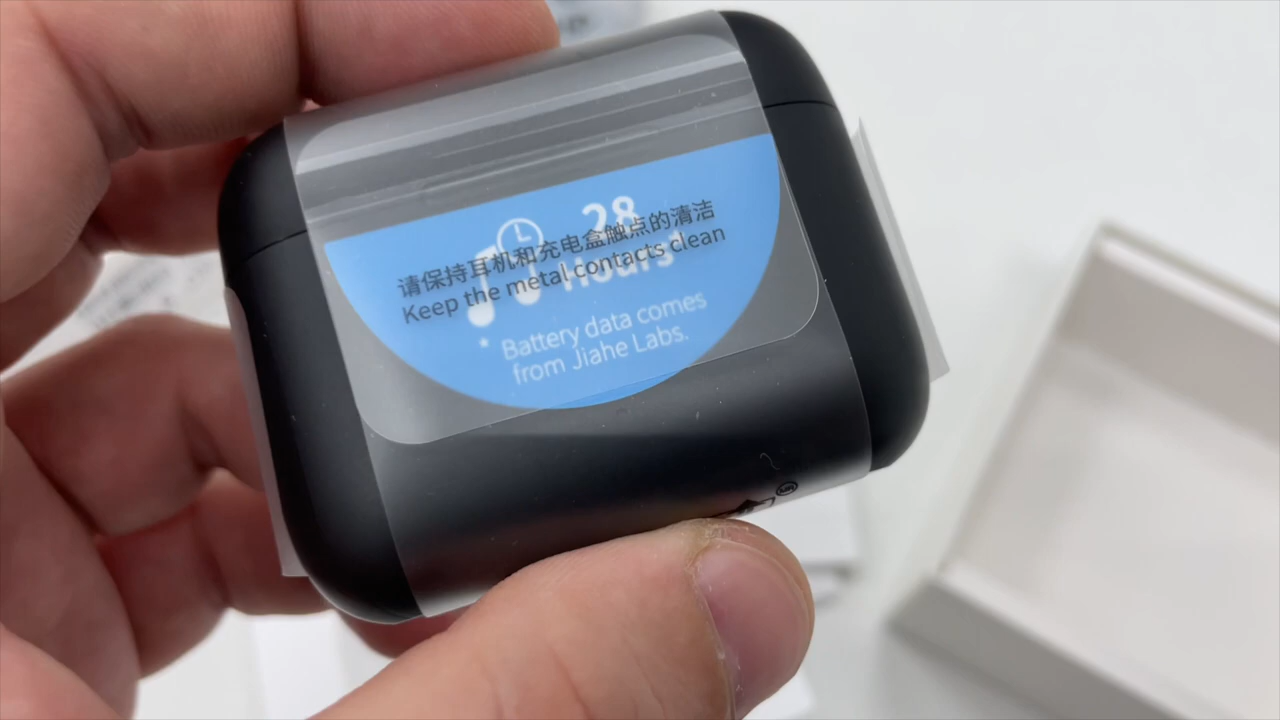 28
Hours*
请保持耳机和充电盒触点的清洁
Keep the metal contacts clean
* Battery data comes
from Jiahe Labs.